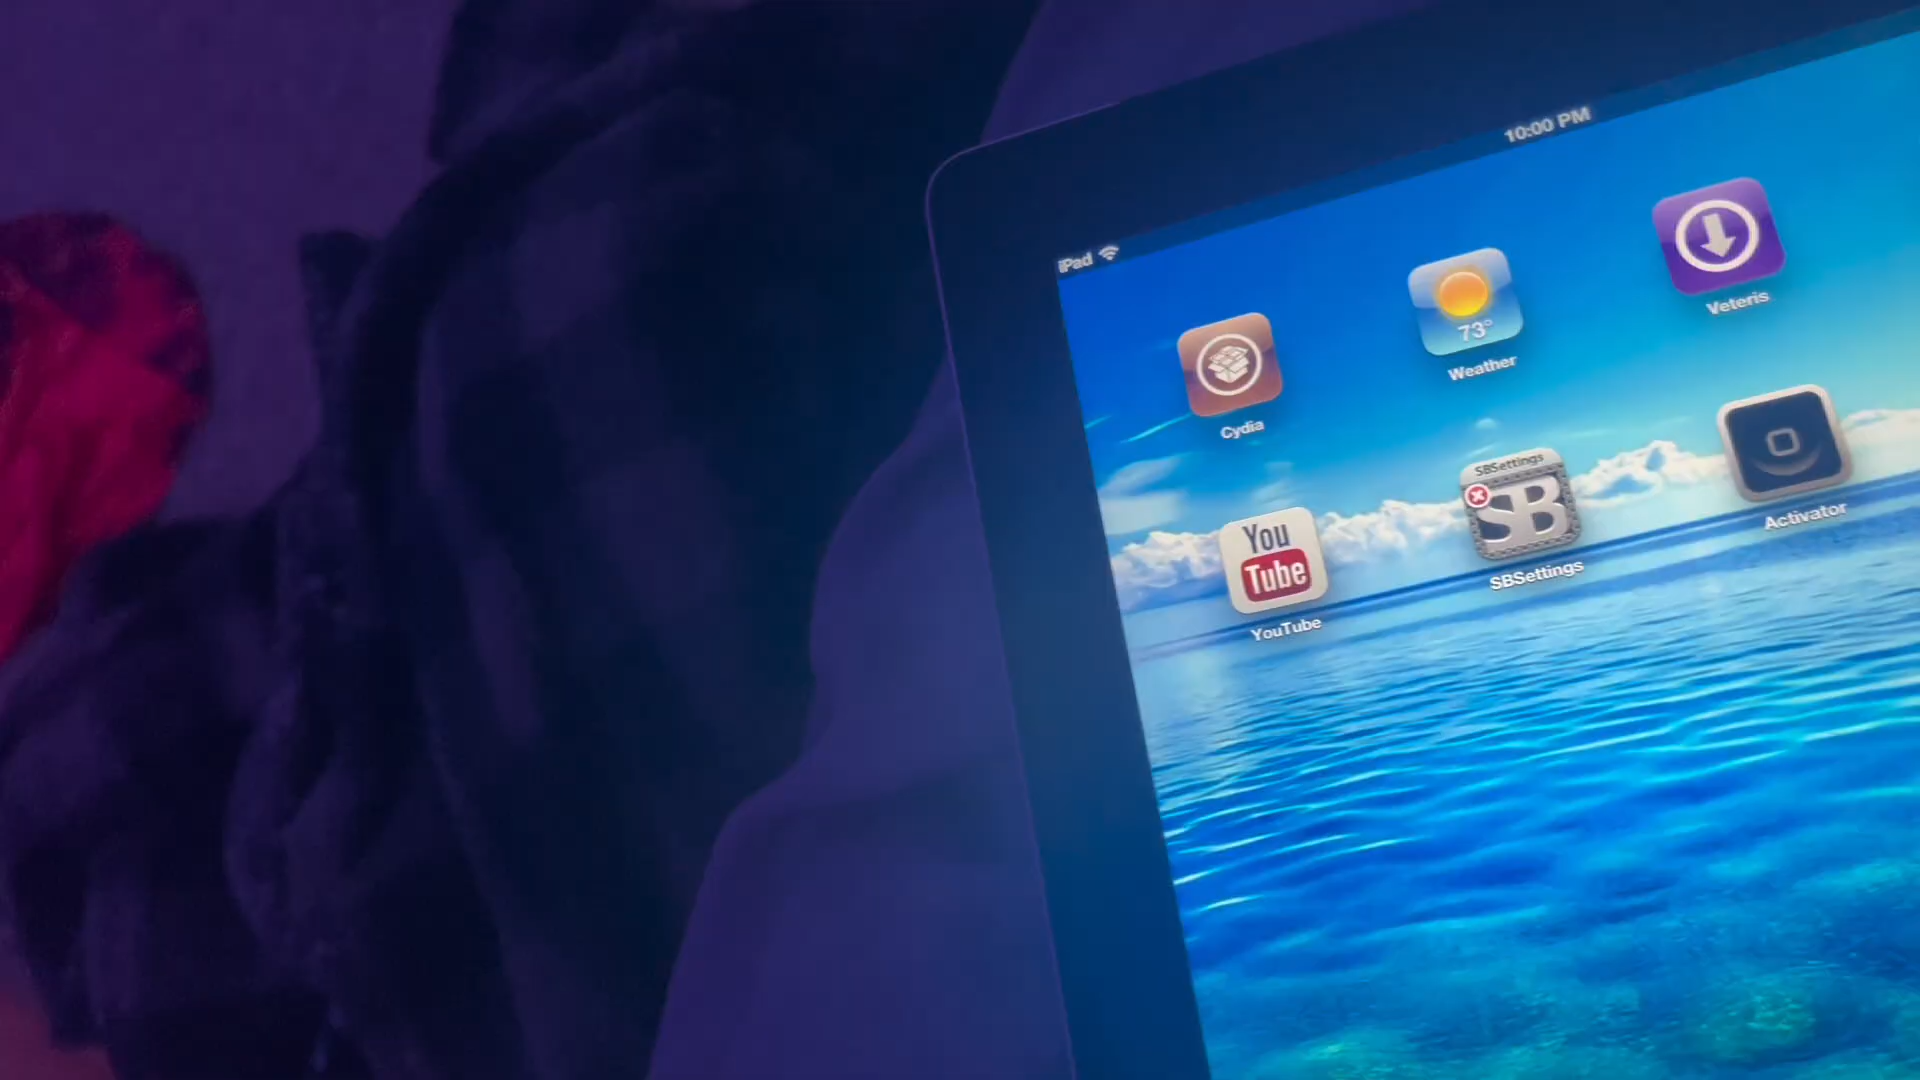 10:00 PM
iPad
Cydia
73°
Weather
Veteris
You
Tube
YouTube
SBSettings
SB
SBSettings
Activator